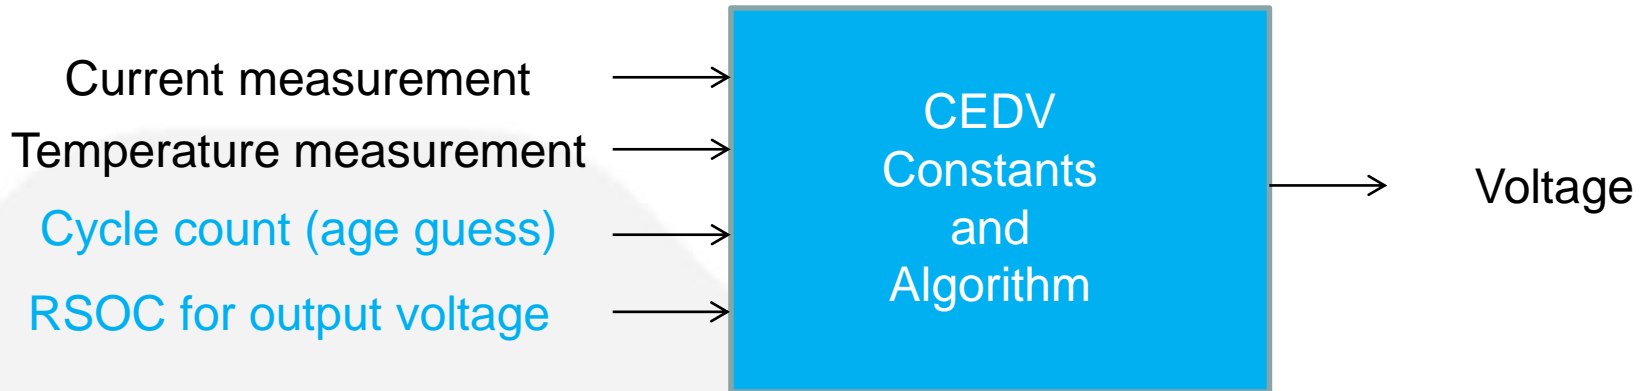 Current measurement
Temperature measurement
Cycle count (age guess)
RSOC for output voltage
CEDV
Constants
and
Algorithm
Voltage